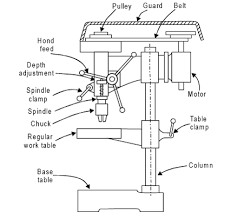 Pulley
Guard
Belt
Hond
feed
Depth
adjustment
Spindle
clamp
Spindle
Chuck
Regular
work table
Base
table
Motor
Table
clamp
Column